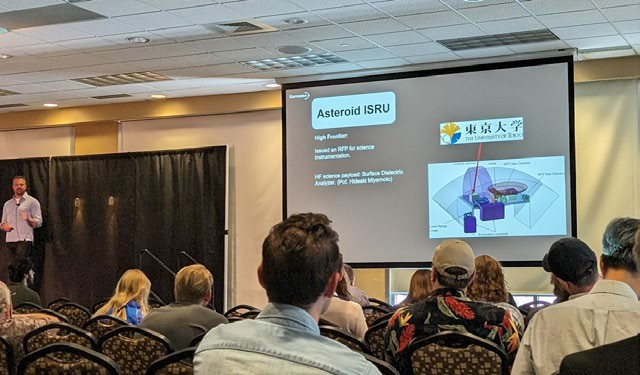 Asteroid ISRU
High Frontier:
Issued an RFP for science
instrumentation.
HF science payload: Surface Dielectric
Analyzer. (Pof. Hideaki Miyamoto)
東京大学
THE UNIVERSITY OF TOKYO